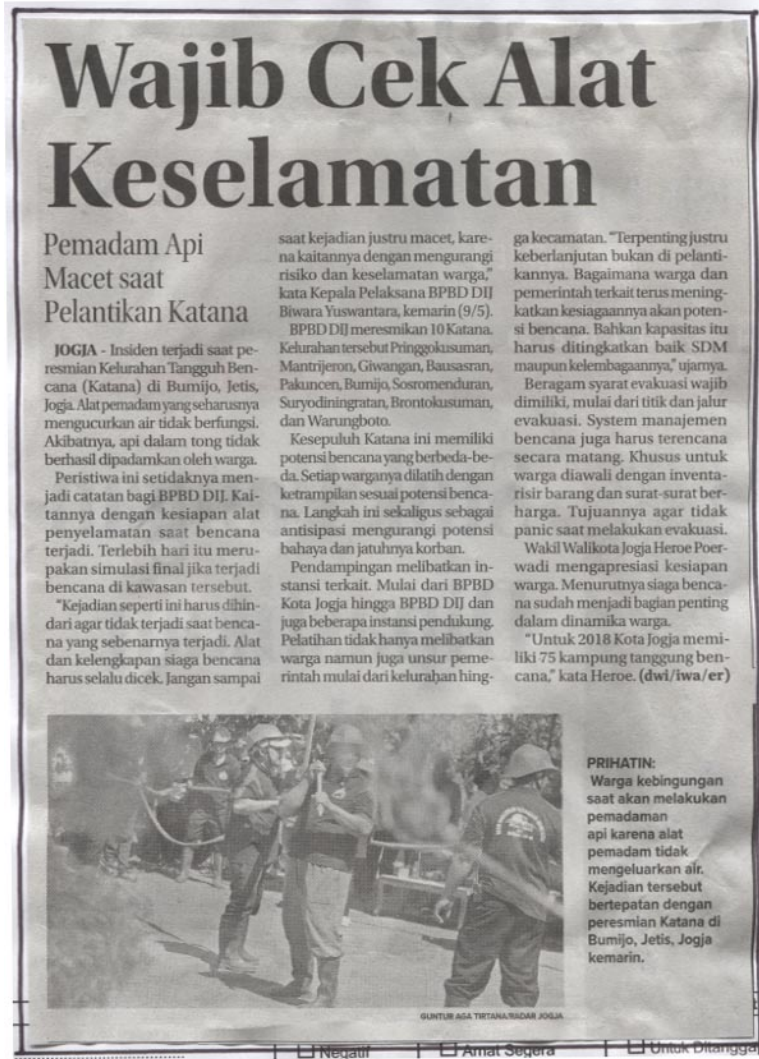 Wajib Cek Alat
Keselamatan
Pemadam Api
Macet saat
Pelantikan Katana
JOGJA - Insiden terjadi saat pe-
resmian Kelurahan Tangguh Ben-
cana (Katana) di Bumijo, Jetis,
Jogja. Alat pemadam yang seharusnya
mengucurkan air tidak berfungsi.
Akibatnya, api dalam tong tidak
berhasil dipadamkan oleh warga.
Peristiwa ini setidaknya men-
jadi catatan bagi BPBD DIJ. Kai-
tannya dengan kesiapan alat
penyelamat saat bencana
terjadi. Terlebih hari itu meru-
pakan simulasi final jika terjadi
bencana di kawasan tersebut.
"Kejadian seperti ini harus dihin-
dari agar tidak terjadi saat benca-
na yang sebenarnya terjadi. Alat
dan kelengkapan siaga bencana
harus selalu dicek. Jangan sampai
saat kejadian justru macet, kare-
na kaitannya dengan mengurangi
risiko dan keselamatan warga,"
kata Kepala Pelaksana BPBD DIJ
Biwara Yuswantara, kemarin (9/5).
BPBD DIJ meresmikan 10 Katana.
Kelurahan tersebut Pringgokusuman,
Mantrijeron, Giwangan, Bausasran,
Pakuncen, Bumijo, Sosromenduran,
Suryodiningratan, Brontokusuman,
dan Warungboto.
Kesepuluh Katana ini memiliki
potensi bencana yang berbeda-be-
da. Setiap warganya dilatih dengan
ketrampilan sesuai potensi benca-
na. Langkah ini sekaligus sebagai
antisipasi mengurangi potensi
bahaya dan jatuhnya korban.
Pendampingan melibatkan in-
stansi terkait. Mulai dari BPBD
Kota Jogja hingga BPBD DIJ dan
juga beberapa instansi pendukung.
Pelatihan tidak hanya melibatkan
warga namun juga unsur peme-
rintah mulai dari kelurahan hing-
ga kecamatan. "Terpenting justru
keberlanjutan bukan di pelanti-
kannya. Bagaimana warga dan
pemerintah terkait terus mening-
katkan kesiagaannya akan poten-
si bencana. Bahkan kapasitas itu
harus ditingkatkan baik SDM
maupun kelembagaannya," ujarnya.
Beragam syarat evakuasi wajib
dimiliki, mulai dari titik dan jalur
evakuasi. System manajemen
bencana juga harus terencana
secara matang. Khusus untuk
warga diawali dengan inventa-
risir barang dan surat-surat ber-
harga. Tujuannya agar tidak
panic saat melakukan evakuasi.
Wakil Walikota Jogja Heroe Poer-
wadi mengapresiasi kesiapan
warga. Menurutnya siaga benca-
na sudah menjadi bagian penting
dalam dinamika warga.
"Untuk 2018 Kota Jogja memi-
liki 75 kampung tanggung ben-
cana," kata Heroe. (dwi/iwa/er)
PRIHATIN:
Warga kebingungan
saat akan melakukan
pemadaman
api karena alat
pemadam tidak
mengeluarkan air.
Kejadian tersebut
bertepatan dengan
peresmian Katana di
Bumijo, Jetis, Jogja
kemarin.
GUNTUR AGA TIRTANA/RADAR JOGJA
Negatif
Amat Segera
Untuk Ditangga